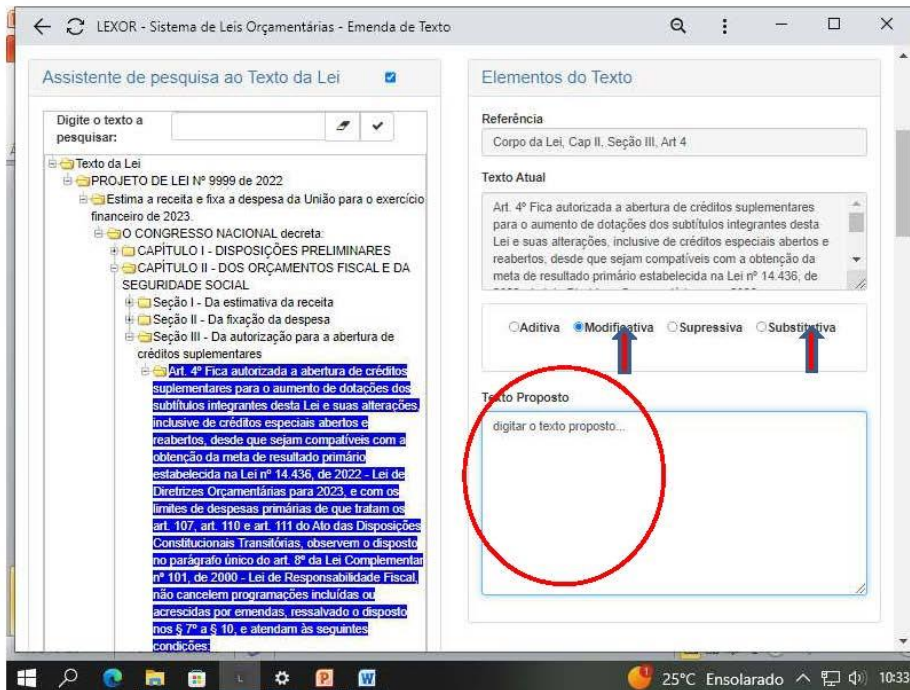 LEXOR - Sistema de Leis Orçamentárias - Emenda de Texto
Assistente de pesquisa ao Texto da Lei
Digite o texto a
pesquisar:
Texto da Lei
PROJETO DE LEI Nº 9999 de 2022
Estima a receita e fixa a despesa da União para o exercício
financeiro de 2023.
O CONGRESSO NACIONAL decreta:
CAPÍTULO I - DISPOSIÇÕES PRELIMINARES
CAPÍTULO II - DOS ORÇAMENTOS FISCAL E DA
SEGURIDADE SOCIAL
Seção I - Da estimativa da receita
Seção II - Da fixação da despesa
Seção III - Da autorização para a abertura de
créditos suplementares
Art. 4º Fica autorizada a abertura de créditos
suplementares para o aumento de dotações dos
subtítulos integrantes desta Lei e suas alterações,
inclusive de créditos especiais abertos e
reabertos, desde que sejam compatíveis com a
obtenção da meta de resultado primário
estabelecida na Lei nº 14.436, de 2022 - Lei de
Diretrizes Orçamentárias para 2023, e com os
limites de despesas primárias de que tratam os
art. 107, art. 110 e art. 111 do Ato das Disposições
Constitucionais Transitórias, observem o disposto
no parágrafo único do art. 8º da Lei Complementar
nº 101, de 2000 - Lei de Responsabilidade Fiscal,
não cancelem programações incluídas ou
acrescidas por emendas, ressalvado o disposto
nos § 7º a § 10, e atendam às seguintes
condições:
Elementos do Texto
Referência
Corpo da Lei, Cap II, Seção III, Art 4
Texto Atual
Art. 4º Fica autorizada a abertura de créditos suplementares
para o aumento de dotações dos subtítulos integrantes desta
Lei e suas alterações, inclusive de créditos especiais abertos e
reabertos, desde que sejam compatíveis com a obtenção da
meta de resultado primário estabelecida na Lei nº 14.436, de
Aditiva Modificativa Supressiva Substitutiva
Texto Proposto
digitar o texto proposto...
25°C Ensolarado 10:33